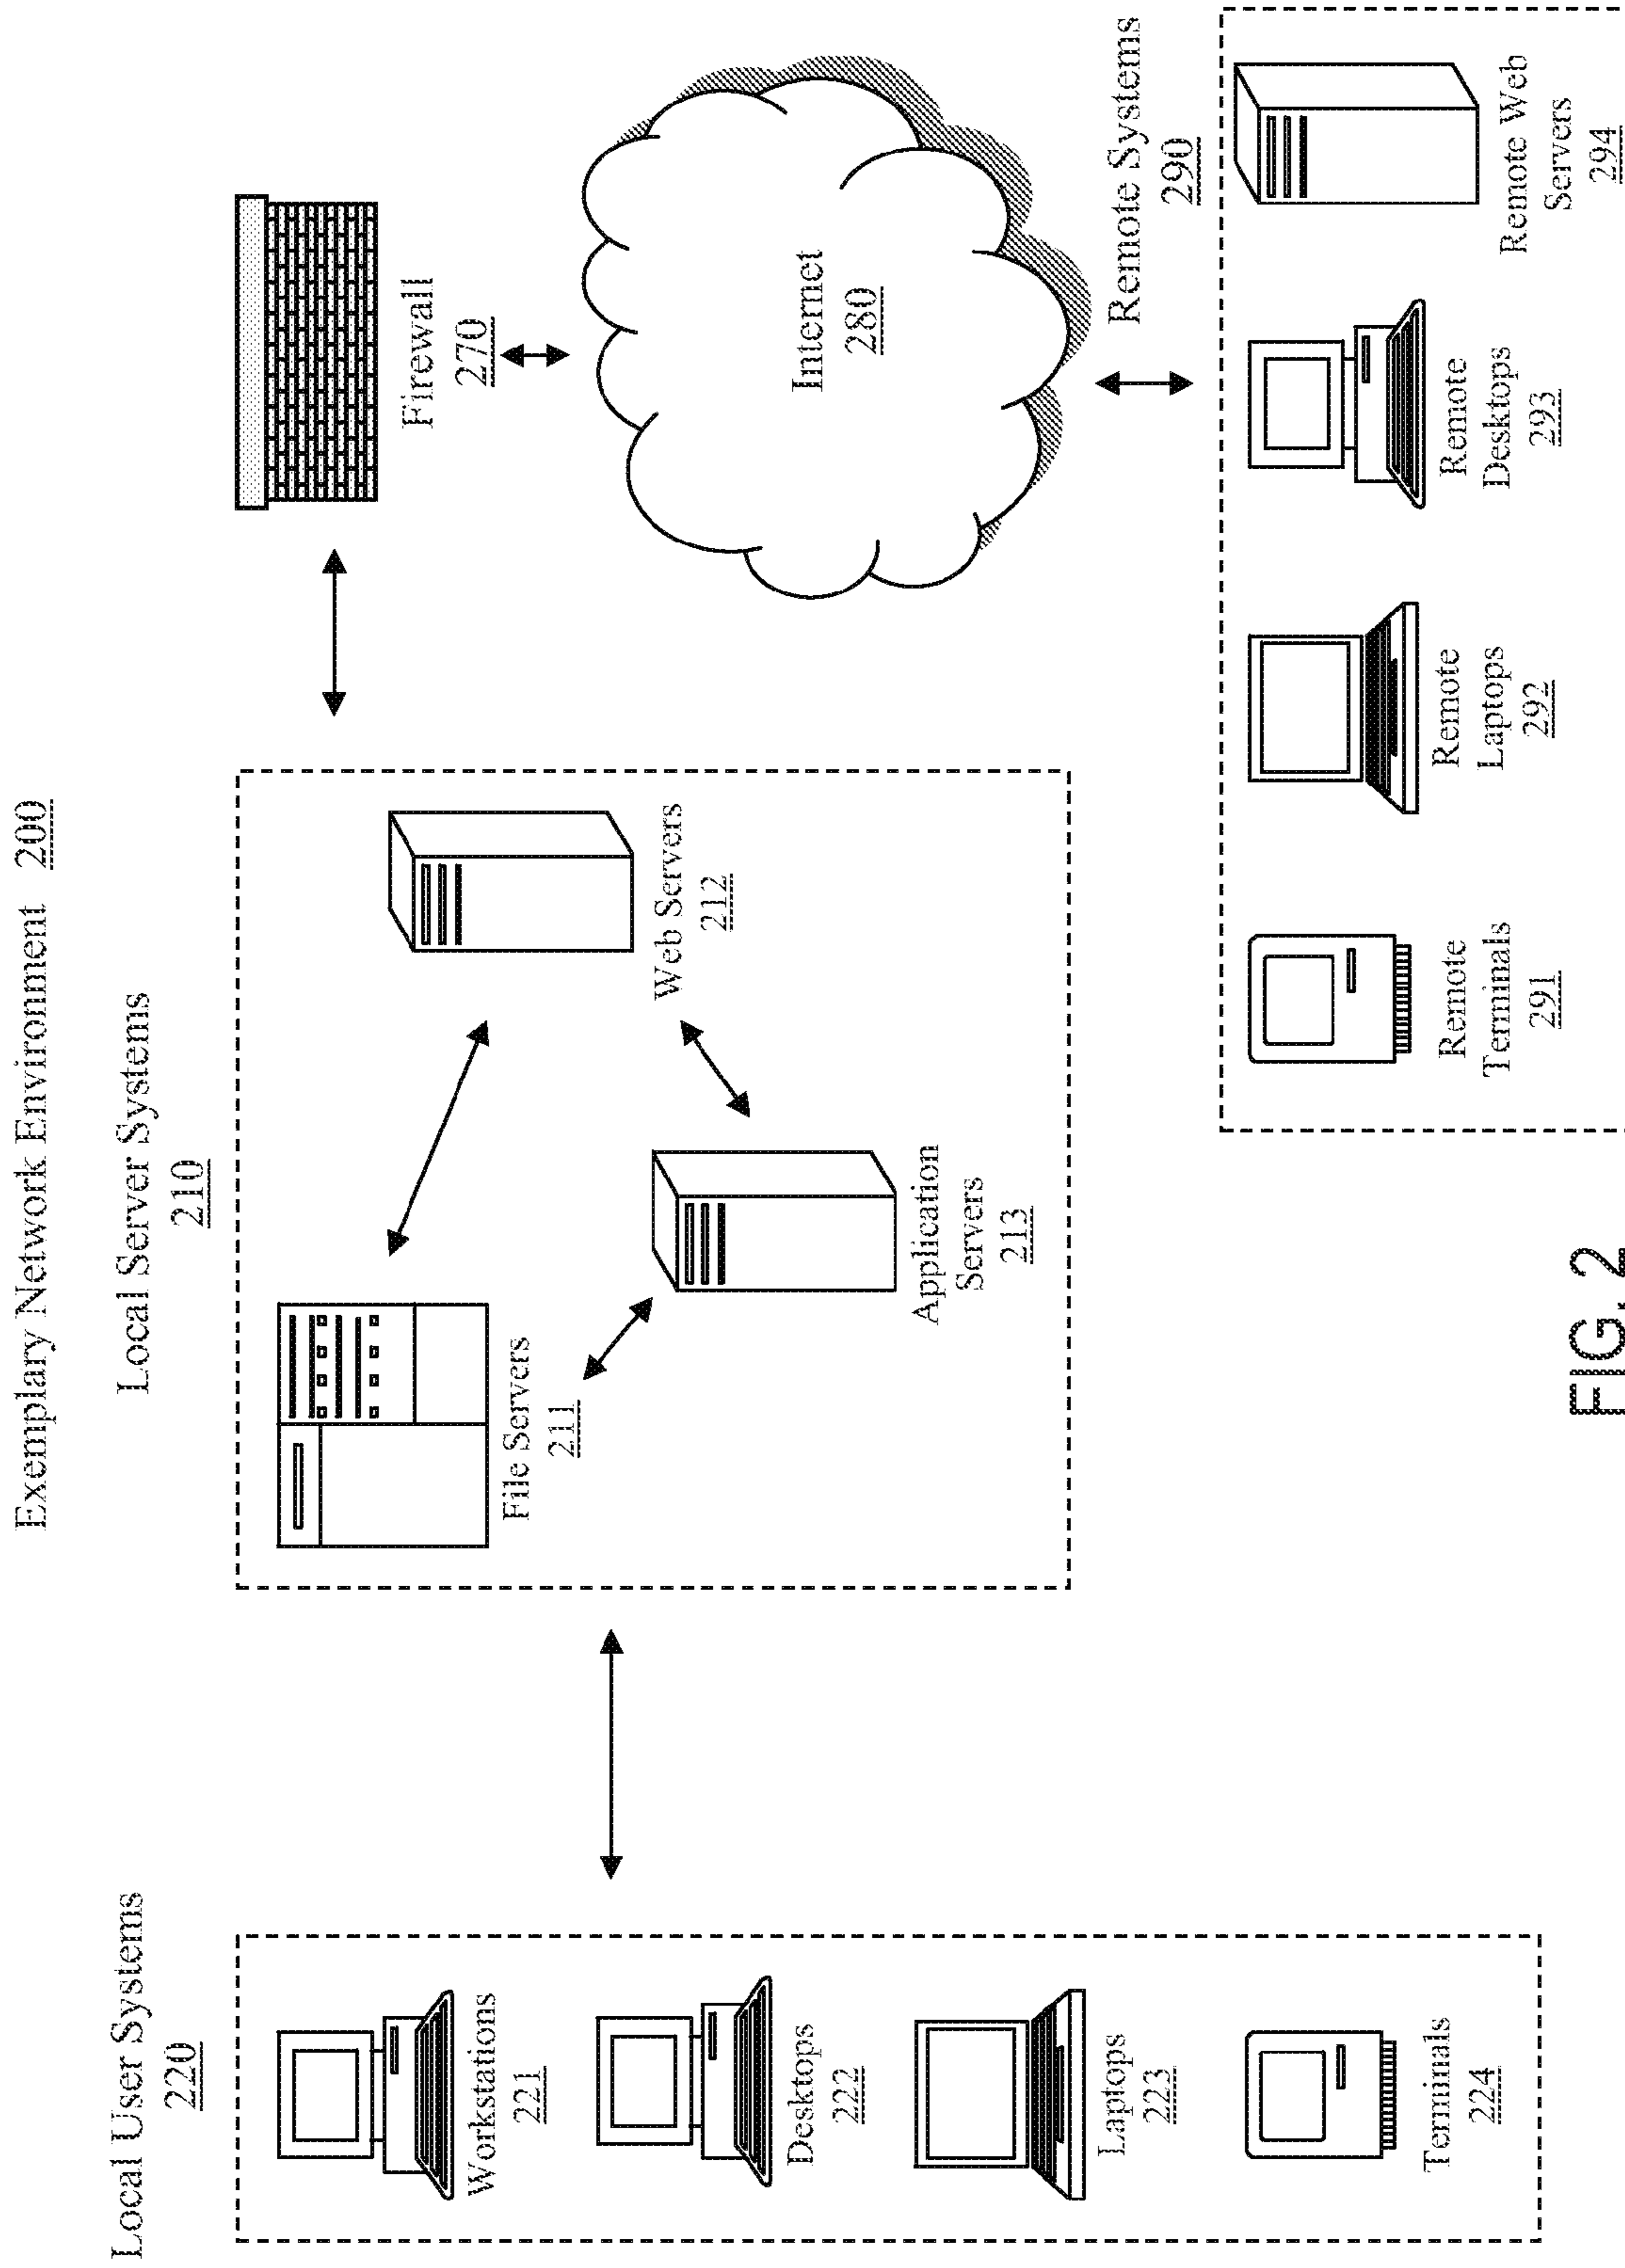 Exemplary Network Environment 200
Local User Systems
220
Workstations
221
Desktops
222
Laptops
223
Terminals
224
Local Server Systems
210
File Servers
211
Web Servers
212
Application
Servers
213
Firewall
270
Internet
280
Remote Systems
290
Remote
Terminals
291
Remote
Laptops
292
Remote
Desktops
293
Remote Web
Servers
294
FIG. 2